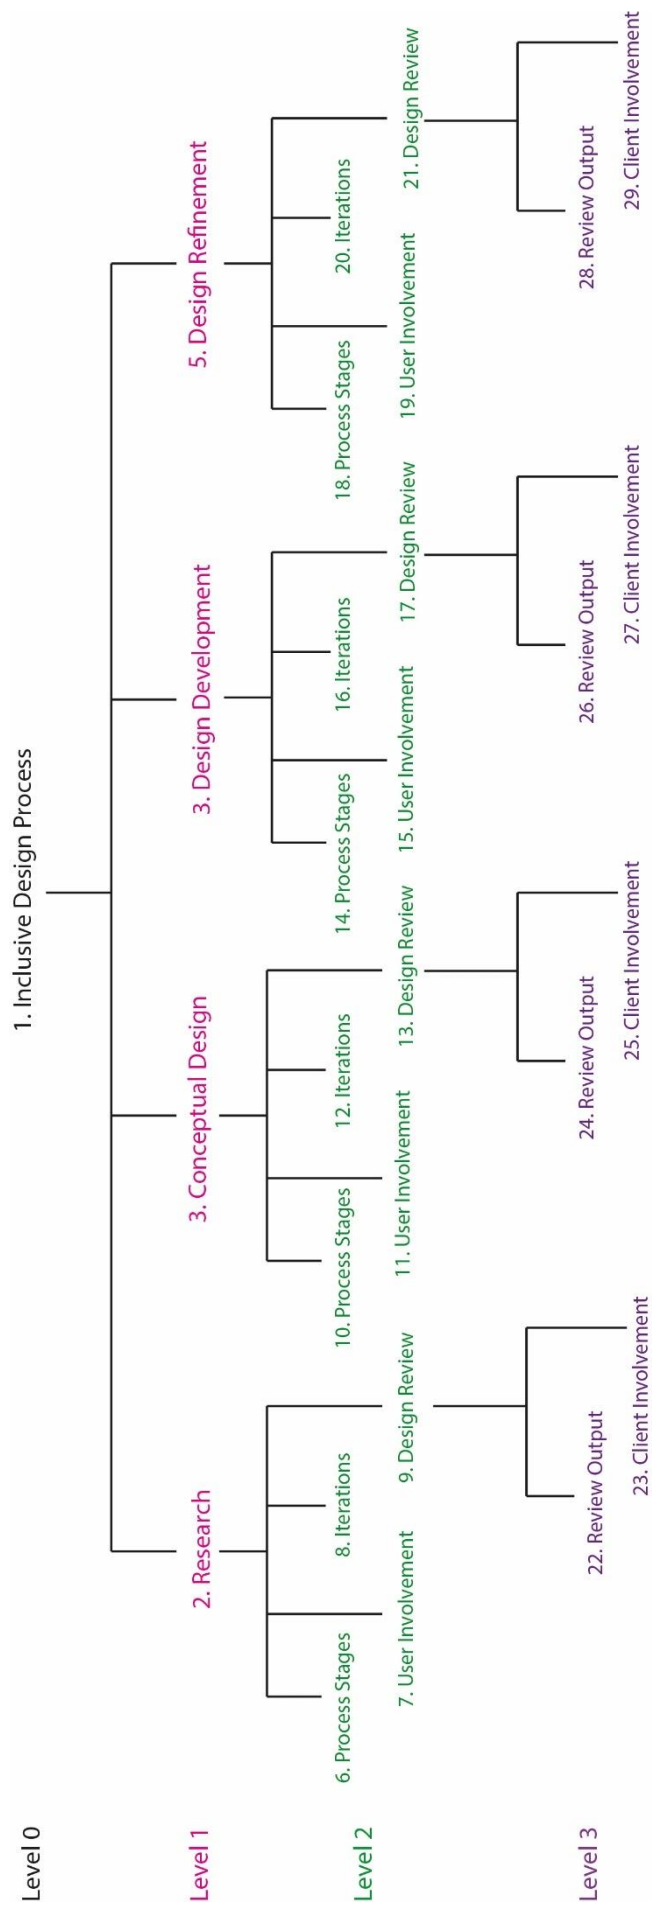 Level 0
1. Inclusive Design Process
Level 1
2. Research
3. Conceptual Design
3. Design Development
5. Design Refinement
Level 2
6. Process Stages
7. User Involvement
8. Iterations
9. Design Review
10. Process Stages
11. User Involvement
12. Iterations
13. Design Review
14. Process Stages
15. User Involvement
16. Iterations
17. Design Review
18. Process Stages
19. User Involvement
20. Iterations
21. Design Review
Level 3
22. Review Output
23. Client Involvement
24. Review Output
25. Client Involvement
26. Review Output
27. Client Involvement
28. Review Output
29. Client Involvement